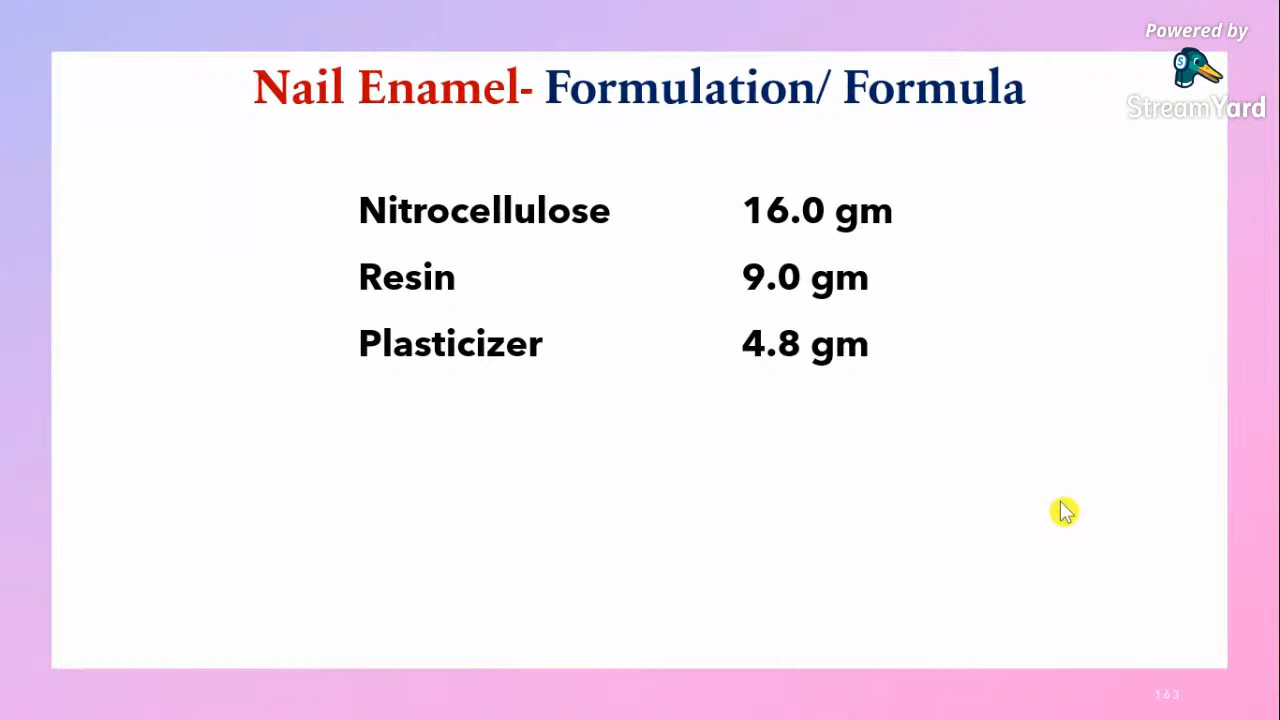 Powered by
StreamYard
Nail Enamel- Formulation/ Formula
Nitrocellulose 16.0 gm
Resin 9.0 gm
Plasticizer 4.8 gm
163